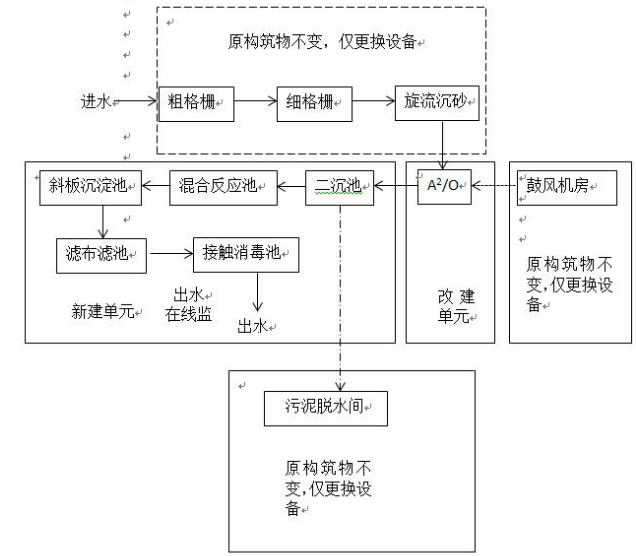 原构筑物不变，仅更换设备
进水
粗格栅
细格栅
旋流沉砂
斜板沉淀池
混合反应池
二沉池
A²/O
鼓风机房
滤布滤池
接触消毒池
新建单元
出水
在线监
出水
改建
单元
原构筑物不
变,仅更换设
备
污泥脱水间
原构筑物不
变,仅更换设
备